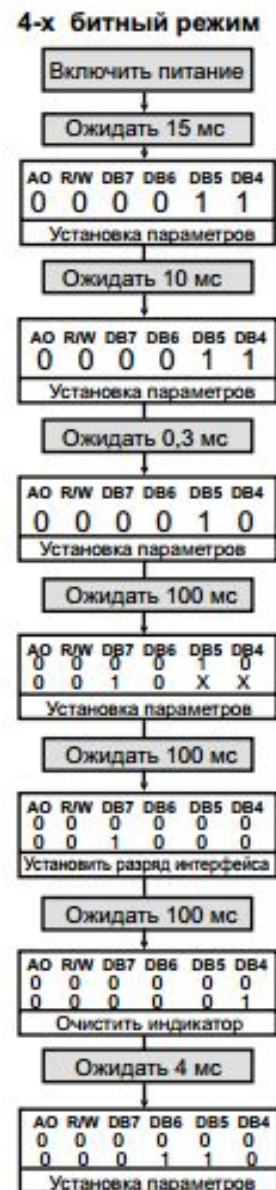 4-х битный режим
Включить питание
Ожидать 15 мс
AO R/W DB7 DB6 DB5 DB4
0 0 0 0 1 1
Установка параметров
Ожидать 10 мс
AO R/W DB7 DB6 DB5 DB4
0 0 0 0 1 1
Установка параметров
Ожидать 0,3 мс
AO R/W DB7 DB6 DB5 DB4
0 0 0 0 1 0
Установка параметров
Ожидать 100 мс
AO R/W DB7 DB6 DB5 DB4
0 0 0 0 1 0
0 0 1 0 X X
Установка параметров
Ожидать 100 мс
AO R/W DB7 DB6 DB5 DB4
0 0 0 0 0 0
0 0 1 0 0 0
Установить разряд интерфейса
Ожидать 100 мс
AO R/W DB7 DB6 DB5 DB4
0 0 0 0 0 0
0 0 0 0 0 1
Очистить индикатор
Ожидать 4 мс
AO R/W DB7 DB6 DB5 DB4
0 0 0 0 0 0
0 0 0 1 1 0
Установка параметров